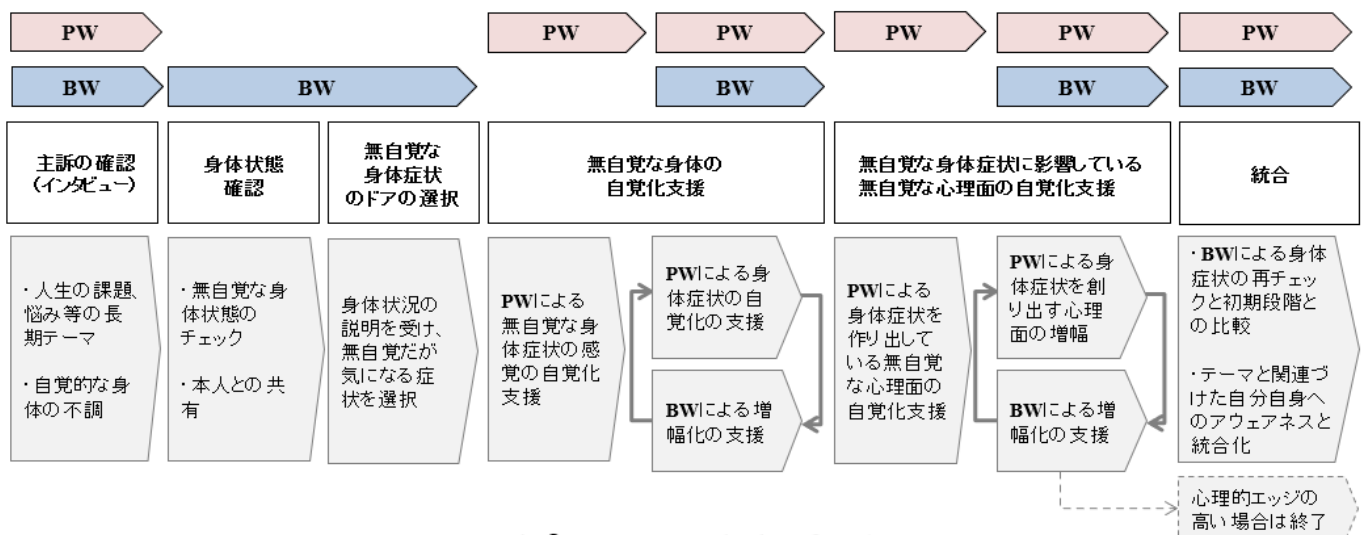 PW
PW
PW
PW
PW
PW
BW
BW
BW
BW
BW
主訴の確認
(インタビュー)
身体状態
確認
無自覚な
身体症状
のドアの選択
無自覚な身体の
自覚化支援
無自覚な身体症状に影響している
無自覚な心理面の自覚化支援
統合
・人生の課題、
悩み等の長
期テーマ
・自覚的な身
体の不調
・無自覚な身
体状態の
チェック
・本人との共
有
身体状況の
説明を受け、
無自覚だが
気になる症
状を選択
PWによる
無自覚な身
体症状の感
覚の自覚化
支援
PWによる身
体症状の自
覚化の支援
BWによる増
幅化の支援
PWによる
身体症状を
作り出して
いる無自覚
な心理面の
自覚化支援
PWによる身
体症状を創
り出す心理
面の増幅
BWによる増
幅化の支援
・BWによる身体
症状の再チェッ
クと初期段階と
の比較
・テーマと関連づ
けた自分自身へ
のアウェアネスと
統合化
心理的エッジの
高い場合は終了